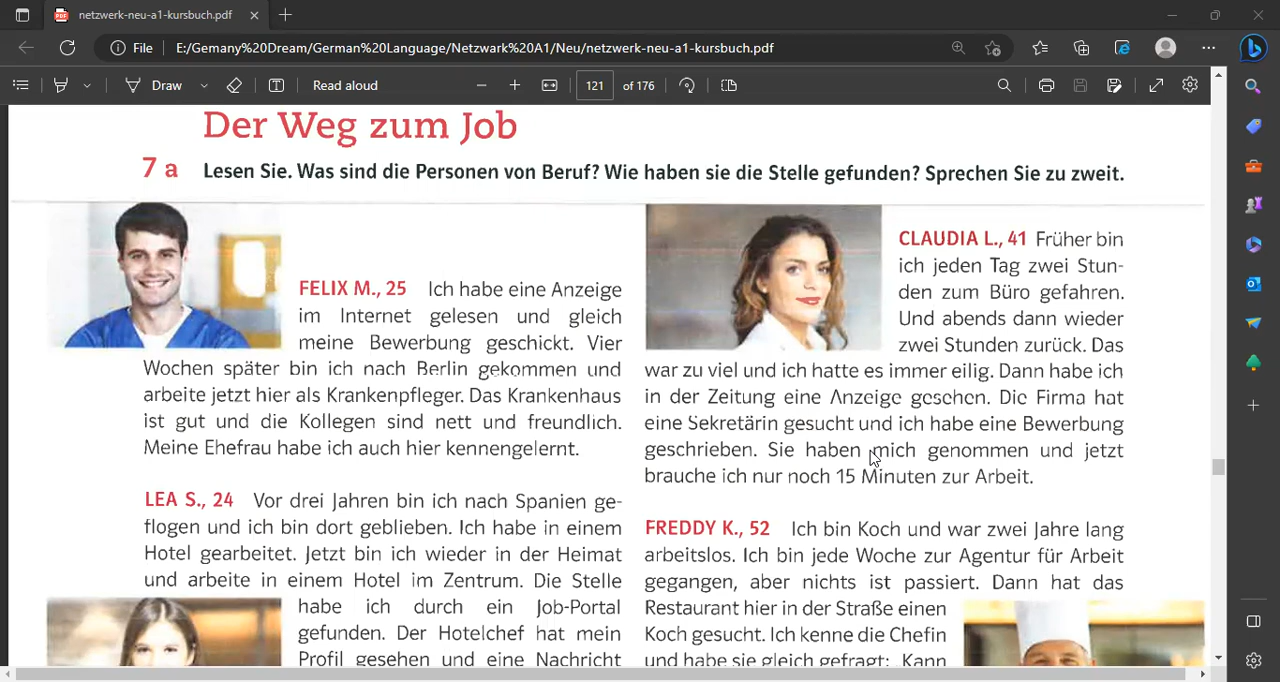 netzwerk-neu-a1-kursbuch.pdf
File
E:/Gemany%20Dream/German%20Language/Netzwark%20A1/Neu/netzwerk-neu-a1-kursbuch.pdf
Draw
Read aloud
121
of 176
Der Weg zum Job
7 a Lesen Sie. Was sind die Personen von Beruf? Wie haben sie die Stelle gefunden? Sprechen Sie zu zweit.
FELIX M., 25 Ich habe eine Anzeige
im Internet gelesen und gleich
meine Bewerbung geschickt. Vier
Wochen später bin ich nach Berlin gekommen und
arbeite jetzt hier als Krankenpfleger. Das Krankenhaus
ist gut und die Kollegen sind nett und freundlich.
Meine Ehefrau habe ich auch hier kennengelernt.
LEA S., 24 Vor drei Jahren bin ich nach Spanien ge-
flogen und ich bin dort geblieben. Ich habe in einem
Hotel gearbeitet. Jetzt bin ich wieder in der Heimat
und arbeite in einem Hotel im Zentrum. Die Stelle
habe ich durch ein Job-Portal
gefunden. Der Hotelchef hat mein
Profil gesehen und eine Nachricht
CLAUDIA L., 41 Früher bin
ich jeden Tag zwei Stun-
den zum Büro gefahren.
Und abends dann wieder
zwei Stunden zurück. Das
war zu viel und ich hatte es immer eilig. Dann habe ich
in der Zeitung eine Anzeige gesehen. Die Firma hat
eine Sekretärin gesucht und ich habe eine Bewerbung
geschrieben. Sie haben mich genommen und jetzt
brauche ich nur noch 15 Minuten zur Arbeit.
FREDDY K., 52 Ich bin Koch und war zwei Jahre lang
arbeitslos. Ich bin jede Woche zur Agentur für Arbeit
gegangen, aber nichts ist passiert. Dann hat das
Restaurant hier in der Straße einen
Koch gesucht. Ich kenne die Chefin
und habe sie gleich gefragt: „Kann